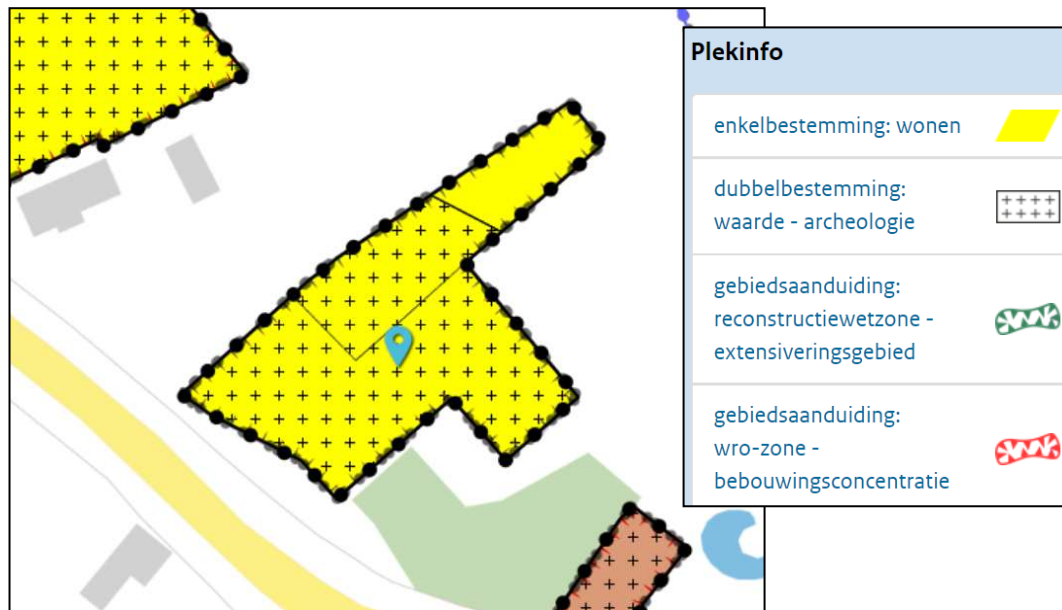 Plekinfo
enkelbestemming: wonen
dubbelbestemming:
waarde - archeologie
gebiedsaanduiding:
reconstructiewetzone -
extensiveringsgebied
gebiedsaanduiding:
wro-zone -
bebouwingsconcentratie